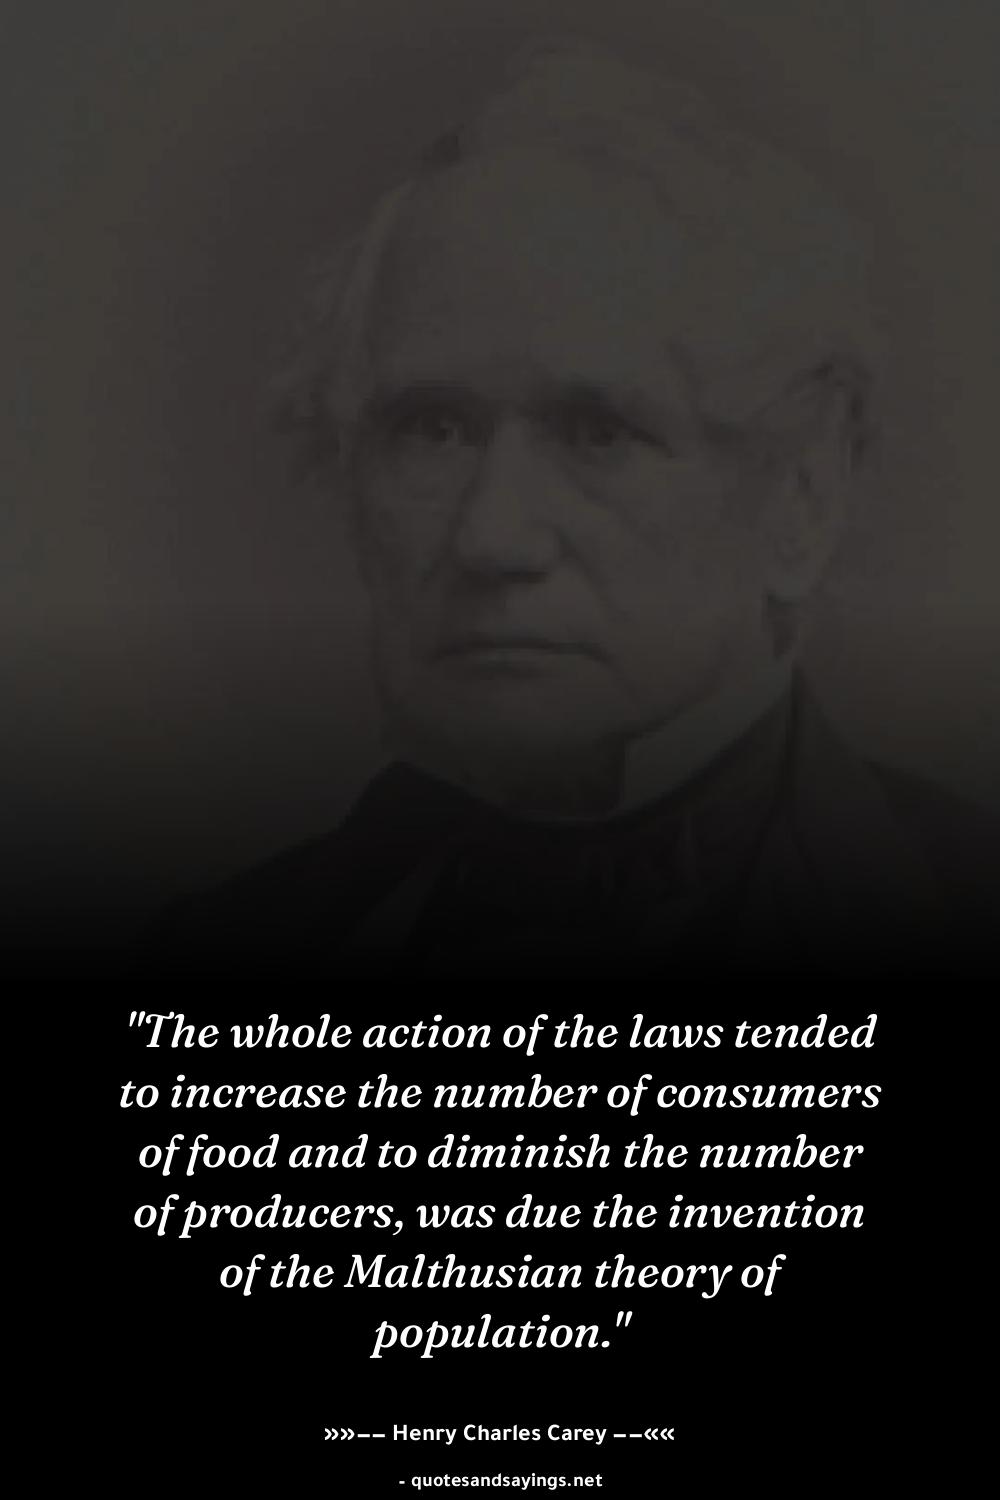 "The whole action of the laws tended
to increase the number of consumers
of food and to diminish the number
of producers, was due the invention
of the Malthusian theory of
population."
»»–– Henry Charles Carey ––««
- quotesandsayings.net